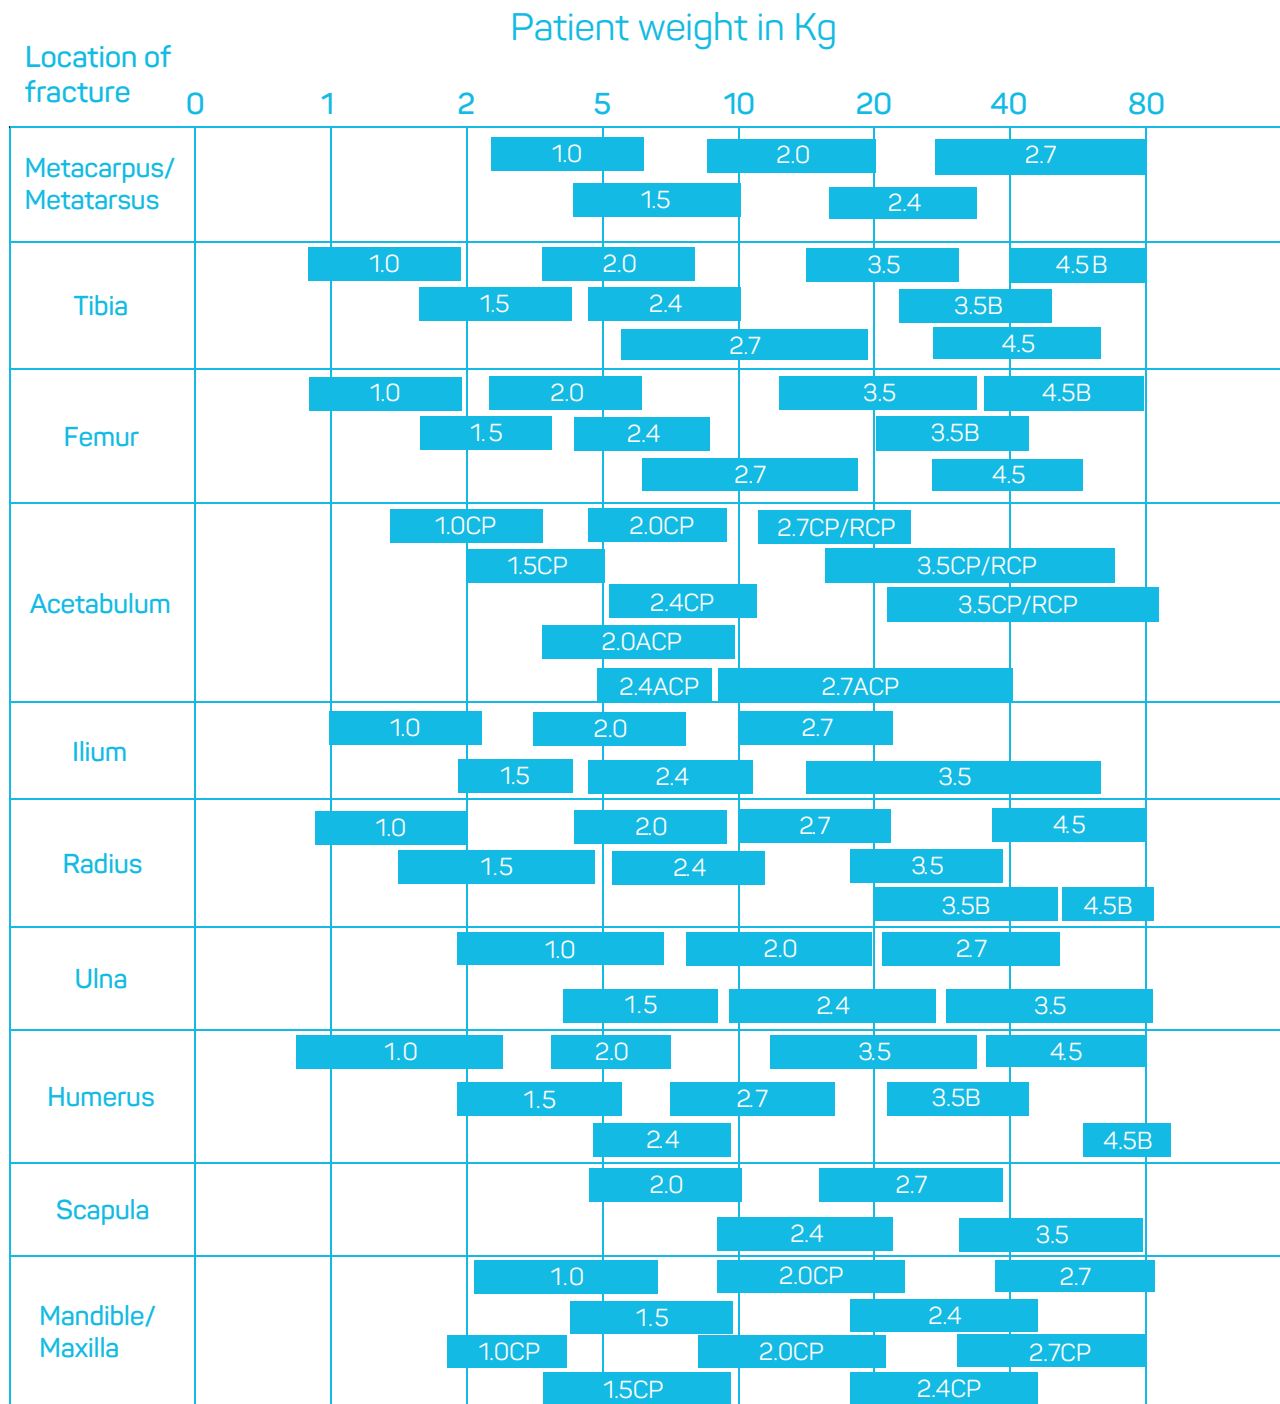 Patient weight in Kg
Location of
fracture
0 1 2 5 10 20 40 80
Metacarpus/
Metatarsus
1.0 2.0 2.7
1.5 2.4
Tibia
1.0 2.0 3.5 4.5 B
1.5 2.4 3.5B
2.7 4.5
Femur
1.0 2.0 3.5 4.5B
1.5 2.4 3.5B
2.7 4.5
Acetabulum
1.0CP 2.0CP 2.7CP/RCP
1.5CP 3.5CP/RCP
2.4CP 3.5CP/RCP
2.0ACP
2.4ACP 2.7ACP
Ilium
1.0 2.0 2.7
1.5 2.4 3.5
Radius
1.0 2.0 2.7 4.5
1.5 2.4 3.5
3.5B 4.5B
Ulna
1.0 2.0 2.7
1.5 2.4 3.5
Humerus
1.0 2.0 3.5 4.5
1.5 2.7 3.5B
2.4 4.5B
Scapula
2.0 2.7
2.4 3.5
Mandible/
Maxilla
1.0 2.0CP 2.7
1.5 2.4
1.0CP 2.0CP 2.7CP
1.5CP 2.4CP